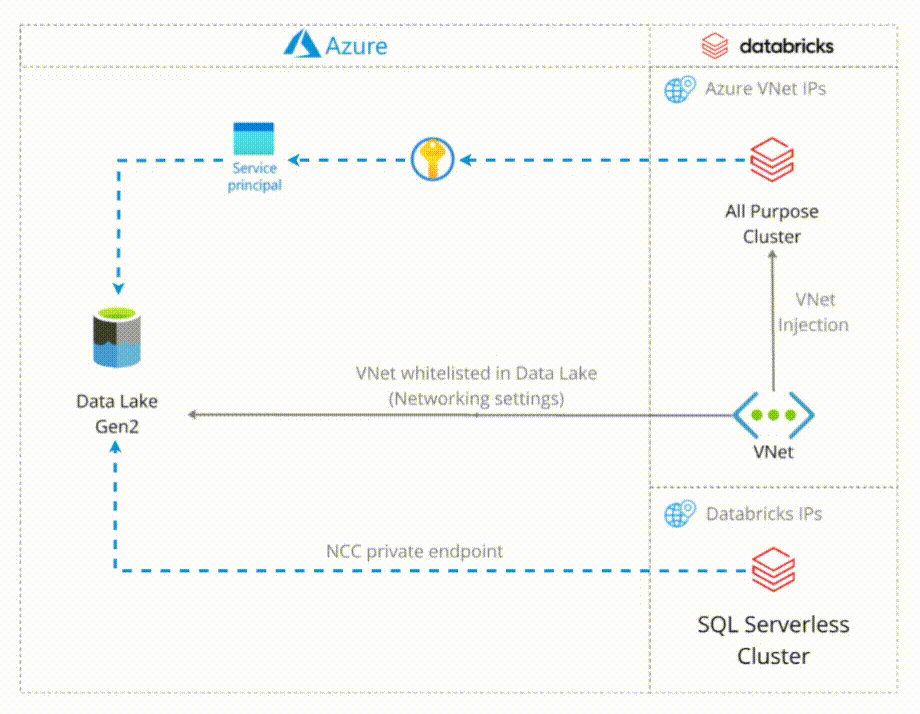 Azure
databricks
Azure VNet IPs
Service
principal
All Purpose
Cluster
VNet
Injection
Data Lake
Gen2
VNet whitelisted in Data Lake
(Networking settings)
VNet
Databricks IPs
NCC private endpoint
SQL Serverless
Cluster